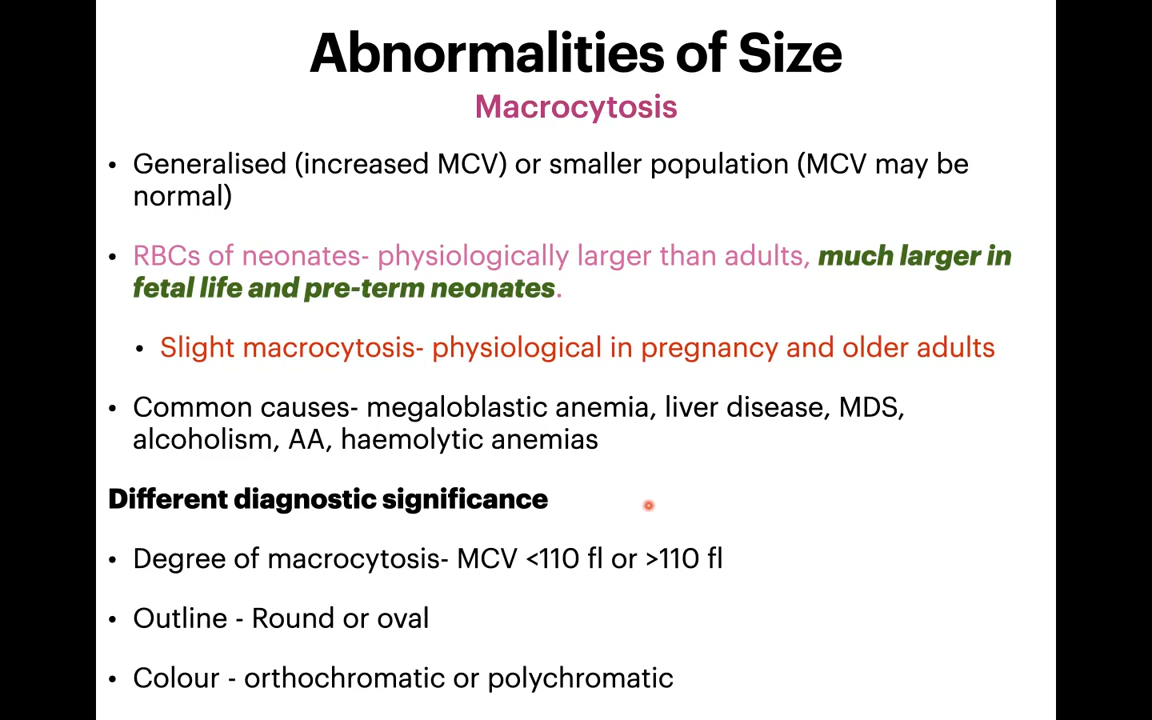 Abnormalities of Size
Macrocytosis
• Generalised (increased MCV) or smaller population (MCV may be
normal)
• RBCs of neonates- physiologically larger than adults, much larger in
fetal life and pre-term neonates.
• Slight macrocytosis- physiological in pregnancy and older adults
• Common causes- megaloblastic anemia, liver disease, MDS,
alcoholism, AA, haemolytic anemias
Different diagnostic significance
• Degree of macrocytosis- MCV <110 fl or >110 fl
• Outline - Round or oval
• Colour - orthochromatic or polychromatic